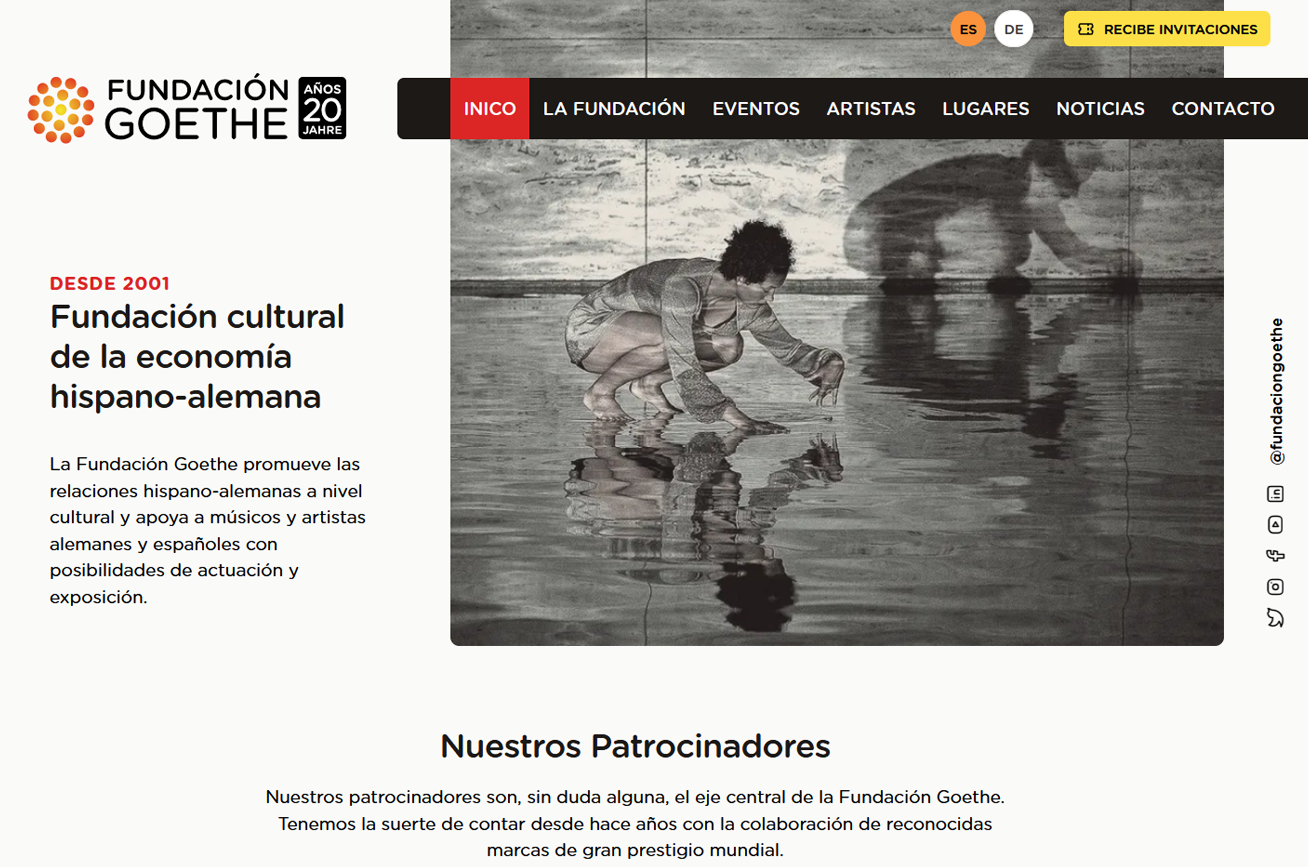 ES
DE
RECIBE INVITACIONES
FUNDACIÓN
GOETHE
AÑOS
20
JAHRE
INICO
LA FUNDACIÓN
EVENTOS
ARTISTAS
LUGARES
NOTICIAS
CONTACTO
DESDE 2001
Fundación cultural
de la economía
hispano-alemana
La Fundación Goethe promueve las
relaciones hispano-alemanas a nivel
cultural y apoya a músicos y artistas
alemanes y españoles con
posibilidades de actuación y
exposición.
@fundaciongoethe
Nuestros Patrocinadores
Nuestros patrocinadores son, sin duda alguna, el eje central de la Fundación Goethe.
Tenemos la suerte de contar desde hace años con la colaboración de reconocidas
marcas de gran prestigio mundial.